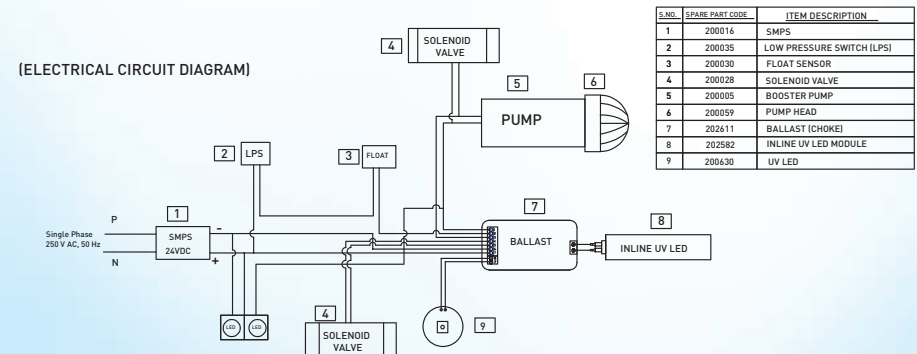 (ELECTRICAL CIRCUIT DIAGRAM)
S.NO. SPARE PART CODE ITEM DESCRIPTION
1 200016 SMPS
2 200035 LOW PRESSURE SWITCH (LPS)
3 200030 FLOAT SENSOR
4 200028 SOLENOID VALVE
5 200005 BOOSTER PUMP
6 200059 PUMP HEAD
7 202611 BALLAST (CHOKE)
8 202582 INLINE UV LED MODULE
9 200630 UV LED
4
SOLENOID
VALVE
5
6
PUMP
2
LPS
3
FLOAT
1
P
Single Phase
250 V AC, 50 Hz
N
SMPS
24VDC
-
+
7
BALLAST
8
INLINE UV LED
LED
LED
4
SOLENOID
VALVE
9